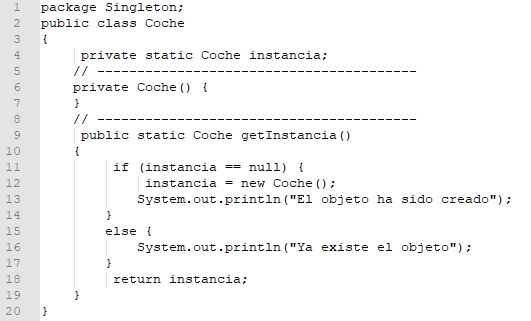 1 package Singleton;
2 public class Coche
3 {
4 private static Coche instancia;
5 // ----------------------------------------
6 private Coche() {
7 }
8 // ----------------------------------------
9 public static Coche getInstancia()
10 {
11 if (instancia == null) {
12 instancia = new Coche();
13 System.out.println("El objeto ha sido creado");
14 }
15 else {
16 System.out.println("Ya existe el objeto");
17 }
18 return instancia;
19 }
20 }